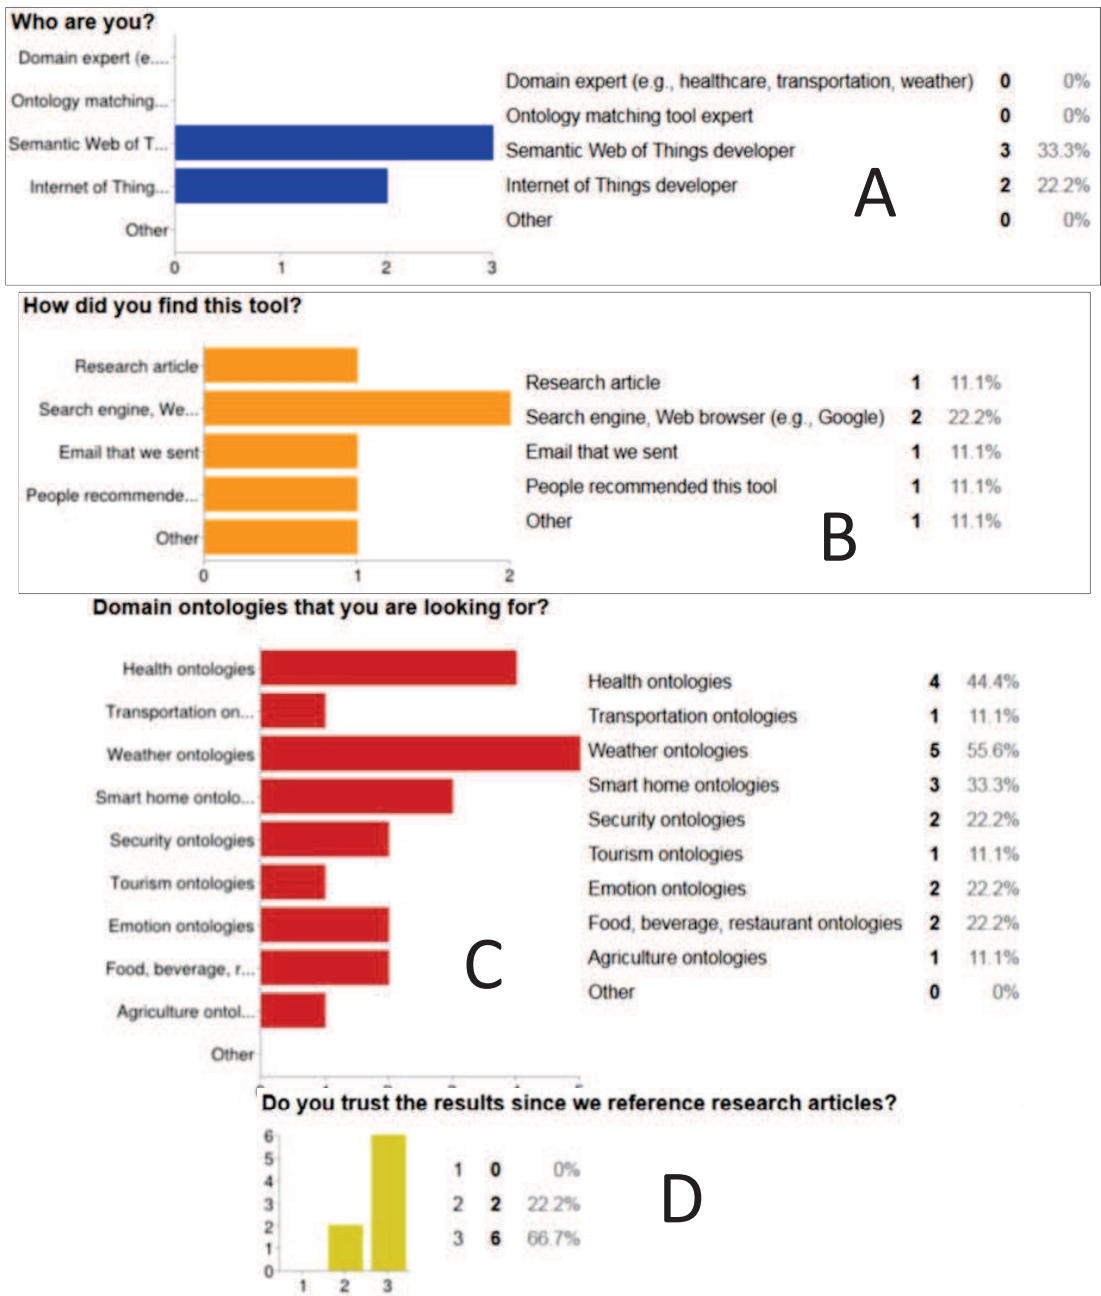 Who are you?
Domain expert (e....
Ontology matching...
Semantic Web of T...
Internet of Thing...
Other
0 1 2 3
Domain expert (e.g., healthcare, transportation, weather) 0 0%
Ontology matching tool expert 0 0%
Semantic Web of Things developer 3 33.3%
Internet of Things developer 2 22.2%
Other 0 0%
A
How did you find this tool?
Research article
Search engine, We...
Email that we sent
People recommende...
Other
0 1 2
Research article 1 11.1%
Search engine, Web browser (e.g., Google) 2 22.2%
Email that we sent 1 11.1%
People recommended this tool 1 11.1%
Other 1 11.1%
B
Domain ontologies that you are looking for?
Health ontologies
Transportation on...
Weather ontologies
Smart home ontolo...
Security ontologies
Tourism ontologies
Emotion ontologies
Food, beverage, r...
Agriculture ontol...
Other
Health ontologies 4 44.4%
Transportation ontologies 1 11.1%
Weather ontologies 5 55.6%
Smart home ontologies 3 33.3%
Security ontologies 2 22.2%
Tourism ontologies 1 11.1%
Emotion ontologies 2 22.2%
Food, beverage, restaurant ontologies 2 22.2%
Agriculture ontologies 1 11.1%
Other 0 0%
C
Do you trust the results since we reference research articles?
6
5
4
3
2
1
0
1 2 3
1 0 0%
2 2 22.2%
3 6 66.7%
D